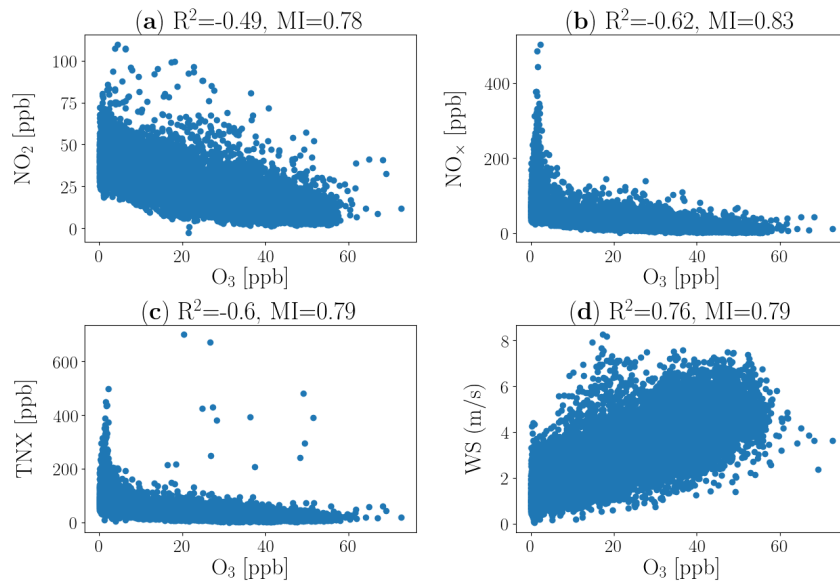 (a) R²=-0.49, MI=0.78
NO₂ [ppb]
100
75
50
25
0
0 20 40 60
O₃ [ppb]
(b) R²=-0.62, MI=0.83
NO× [ppb]
400
200
0
0 20 40 60
O₃ [ppb]
(c) R²=-0.6, MI=0.79
TNX [ppb]
600
400
200
0
0 20 40 60
O₃ [ppb]
(d) R²=0.76, MI=0.79
WS (m/s)
8
6
4
2
0
0 20 40 60
O₃ [ppb]